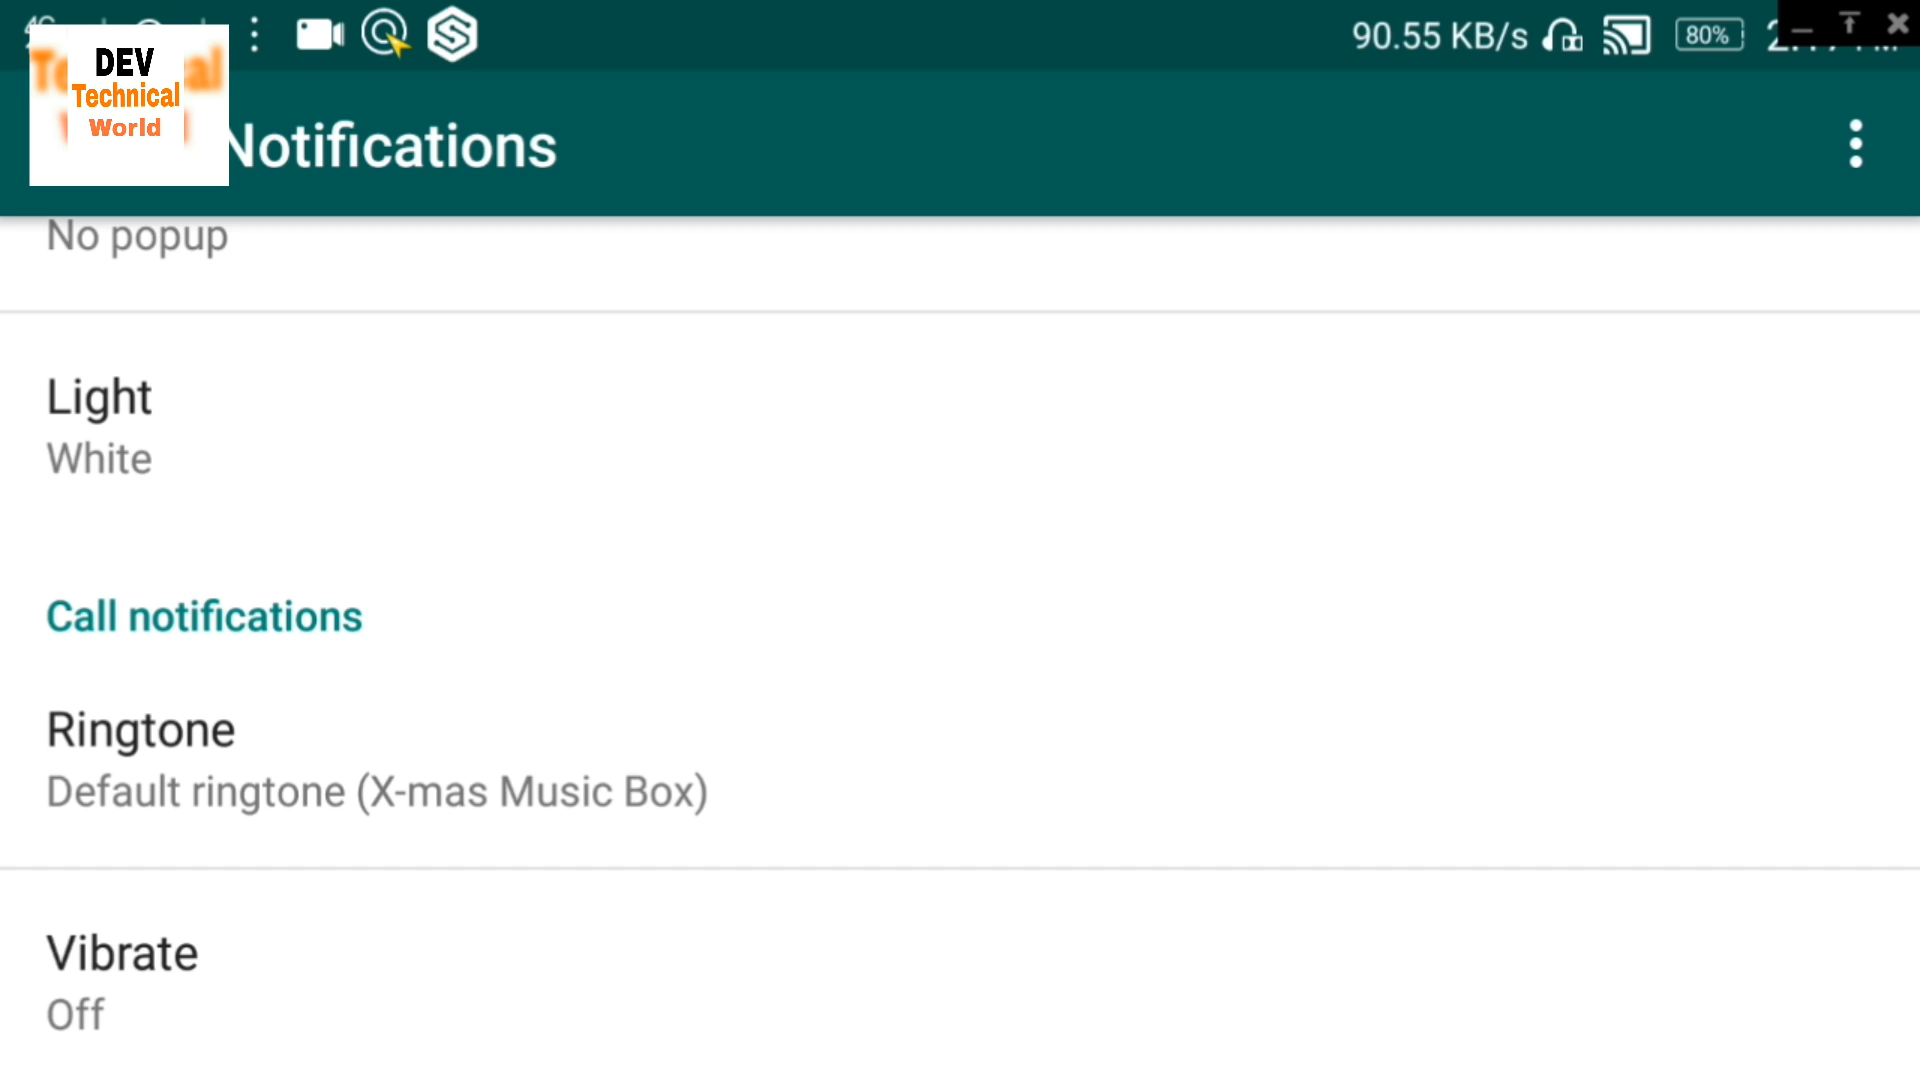 4G
90.55 KB/s
80%
DEV
Technical
World
Notifications
No popup
Light
White
Call notifications
Ringtone
Default ringtone (X-mas Music Box)
Vibrate
Off